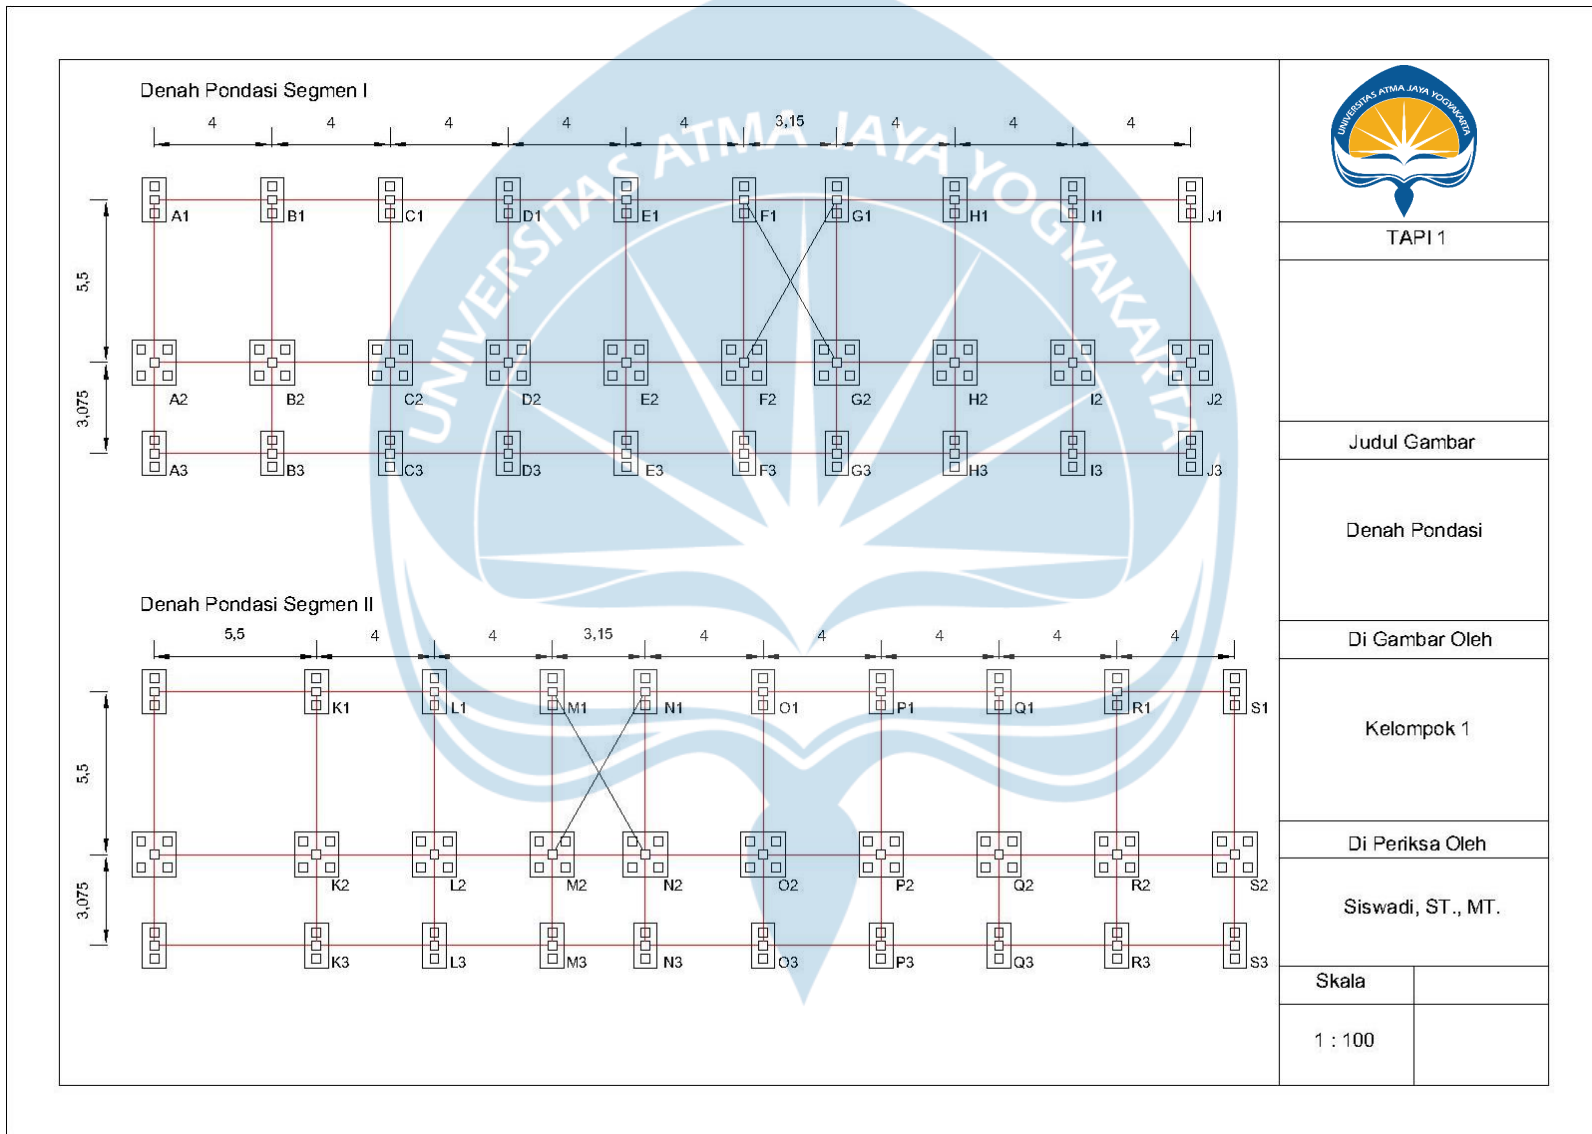 Denah Pondasi Segmen I
4 4 4 4 4 3,15 4 4 4
A1 B1 C1 D1 E1 F1 G1 H1 I1 J1
5,5
A2 B2 C2 D2 E2 F2 G2 H2 I2 J2
3,075
A3 B3 C3 D3 E3 F3 G3 H3 I3 J3
Denah Pondasi Segmen II
5,5 4 4 3,15 4 4 4 4 4
K1 L1 M1 N1 O1 P1 Q1 R1 S1
5,5
K2 L2 M2 N2 O2 P2 Q2 R2 S2
3,075
K3 L3 M3 N3 O3 P3 Q3 R3 S3
UNIVERSITAS ATMA JAYA YOGYAKARTA
UNIVERSITAS ATMA JAYA YOGYAKARTA
TAPI 1
Judul Gambar
Denah Pondasi
Di Gambar Oleh
Kelompok 1
Di Periksa Oleh
Siswadi, ST., MT.
Skala
1 : 100